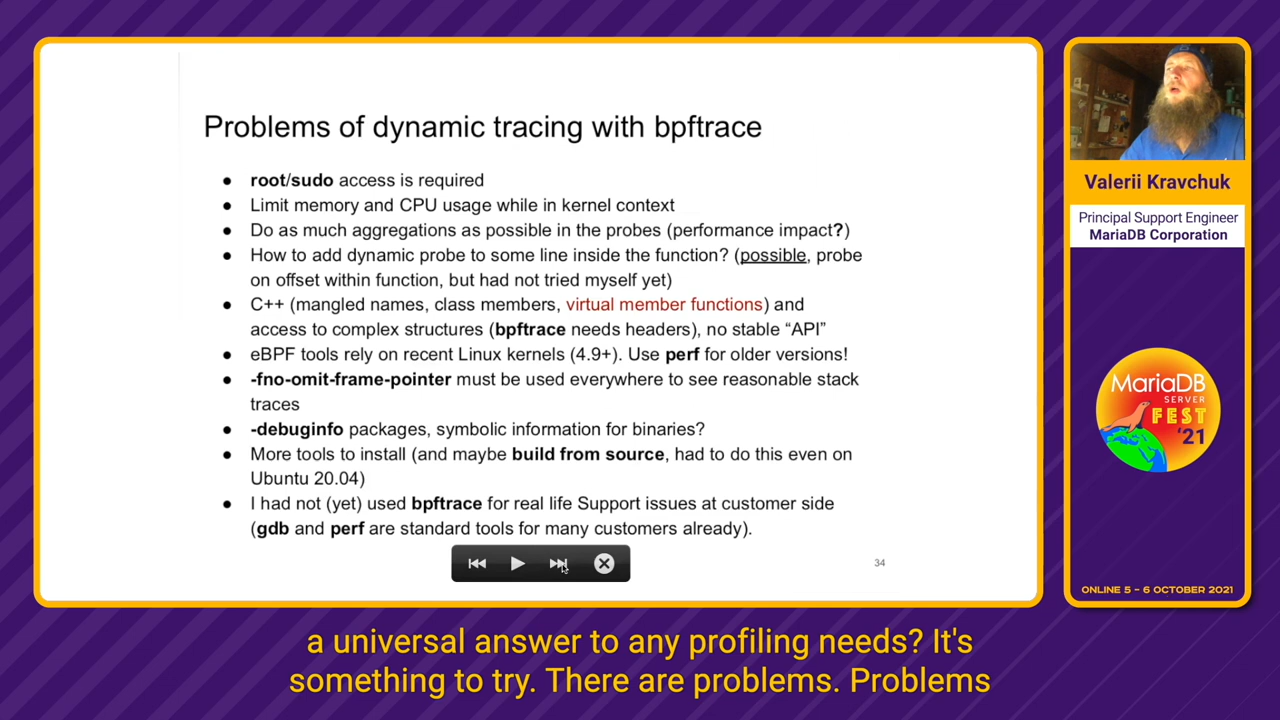 Problems of dynamic tracing with bpftrace
● root/sudo access is required
● Limit memory and CPU usage while in kernel context
● Do as much aggregations as possible in the probes (performance impact?)
● How to add dynamic probe to some line inside the function? (possible, probe
on offset within function, but had not tried myself yet)
● C++ (mangled names, class members, virtual member functions) and
access to complex structures (bpftrace needs headers), no stable “API”
● eBPF tools rely on recent Linux kernels (4.9+). Use perf for older versions!
● -fno-omit-frame-pointer must be used everywhere to see reasonable stack
traces
● -debuginfo packages, symbolic information for binaries?
● More tools to install (and maybe build from source, had to do this even on
Ubuntu 20.04)
● I had not (yet) used bpftrace for real life Support issues at customer side
(gdb and perf are standard tools for many customers already).
34
Valerii Kravchuk
Principal Support Engineer
MariaDB Corporation
MariaDB
SERVER
FEST
'21
ONLINE 5 - 6 OCTOBER 2021
a universal answer to any profiling needs? It's
something to try. There are problems. Problems